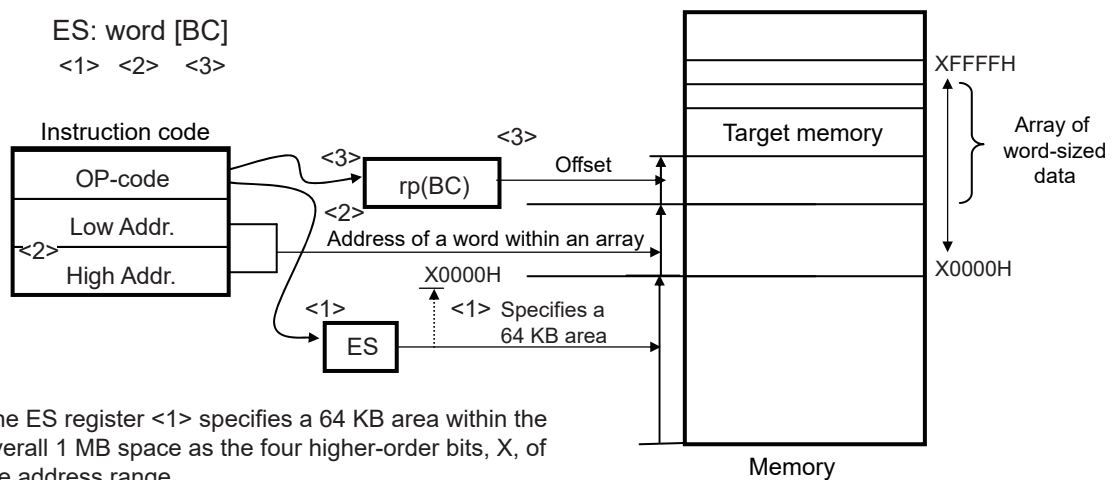 ES: word [BC]
<1> <2> <3>
Instruction code
OP-code
Low Addr.
<2>
High Addr.
<3>
rp(BC)
<3>
Offset
<2>
Address of a word within an array
X0000H
<1>
ES
<1> Specifies a
64 KB area
Target memory
XFFFFH
Array of
word-sized
data
X0000H
Memory
ES register <1> specifies a 64 KB area within the
1 MB space as the four higher-order bits, X, of
address range.